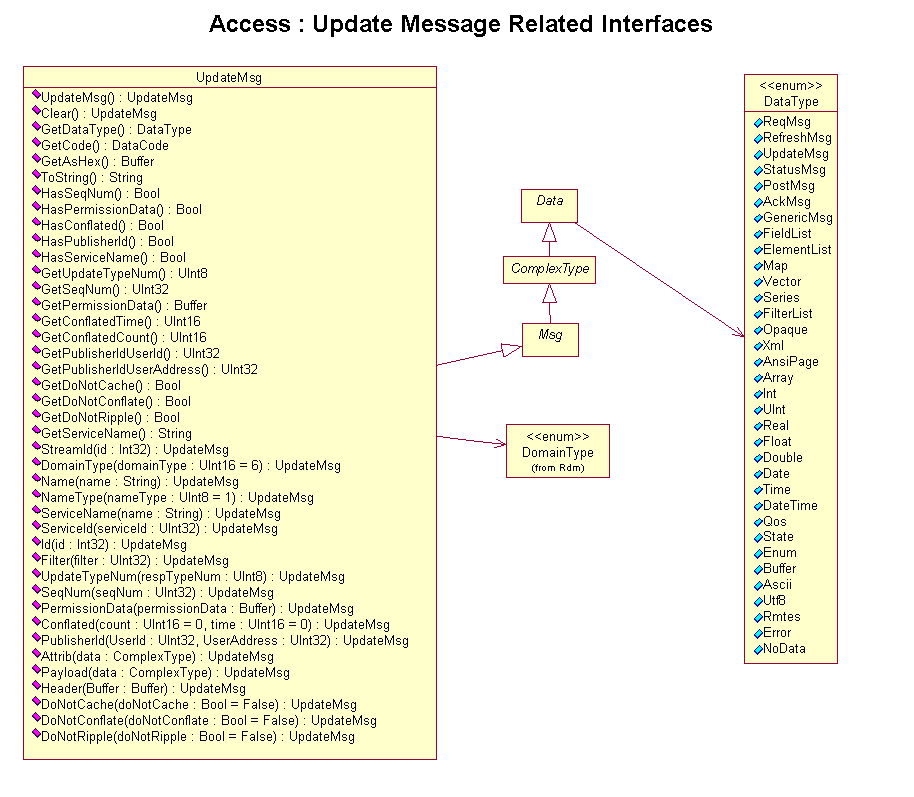 Access : Update Message Related Interfaces
UpdateMsg
UpdateMsg() : UpdateMsg
Clear() : UpdateMsg
GetDataType() : DataType
GetCode() : DataCode
GetAsHex() : Buffer
ToString() : String
HasSeqNum() : Bool
HasPermissionData() : Bool
HasConflated() : Bool
HasPublisherId() : Bool
HasServiceName() : Bool
GetUpdateTypeNum() : UInt8
GetSeqNum() : UInt32
GetPermissionData() : Buffer
GetConflatedTime() : UInt16
GetConflatedCount() : UInt16
GetPublisherIdUserId() : UInt32
GetPublisherIdUserAddress() : UInt32
GetDoNotCache() : Bool
GetDoNotConflate() : Bool
GetDoNotRipple() : Bool
GetServiceName() : String
StreamId(id : Int32) : UpdateMsg
DomainType(domainType : UInt16 = 6) : UpdateMsg
Name(name : String) : UpdateMsg
NameType(nameType : UInt8 = 1) : UpdateMsg
ServiceName(name : String) : UpdateMsg
ServiceId(serviceId : UInt32) : UpdateMsg
Id(id : Int32) : UpdateMsg
Filter(filter : UInt32) : UpdateMsg
UpdateTypeNum(respTypeNum : UInt8) : UpdateMsg
SeqNum(seqNum : UInt32) : UpdateMsg
PermissionData(permissionData : Buffer) : UpdateMsg
Conflated(count : UInt16 = 0, time : UInt16 = 0) : UpdateMsg
PublisherId(UserId : UInt32, UserAddress : UInt32) : UpdateMsg
Attrib(data : ComplexType) : UpdateMsg
Payload(data : ComplexType) : UpdateMsg
Header(Buffer : Buffer) : UpdateMsg
DoNotCache(doNotCache : Bool = False) : UpdateMsg
DoNotConflate(doNotConflate : Bool = False) : UpdateMsg
DoNotRipple(doNotRipple : Bool = False) : UpdateMsg
Data
ComplexType
Msg
<<enum>>
DomainType
(from Rdm)
<<enum>>
DataType
ReqMsg
RefreshMsg
UpdateMsg
StatusMsg
PostMsg
AckMsg
GenericMsg
FieldList
ElementList
Map
Vector
Series
FilterList
Opaque
Xml
AnsiPage
Array
Int
UInt
Real
Float
Double
Date
Time
DateTime
Qos
State
Enum
Buffer
Ascii
Utf8
Rmtes
Error
NoData